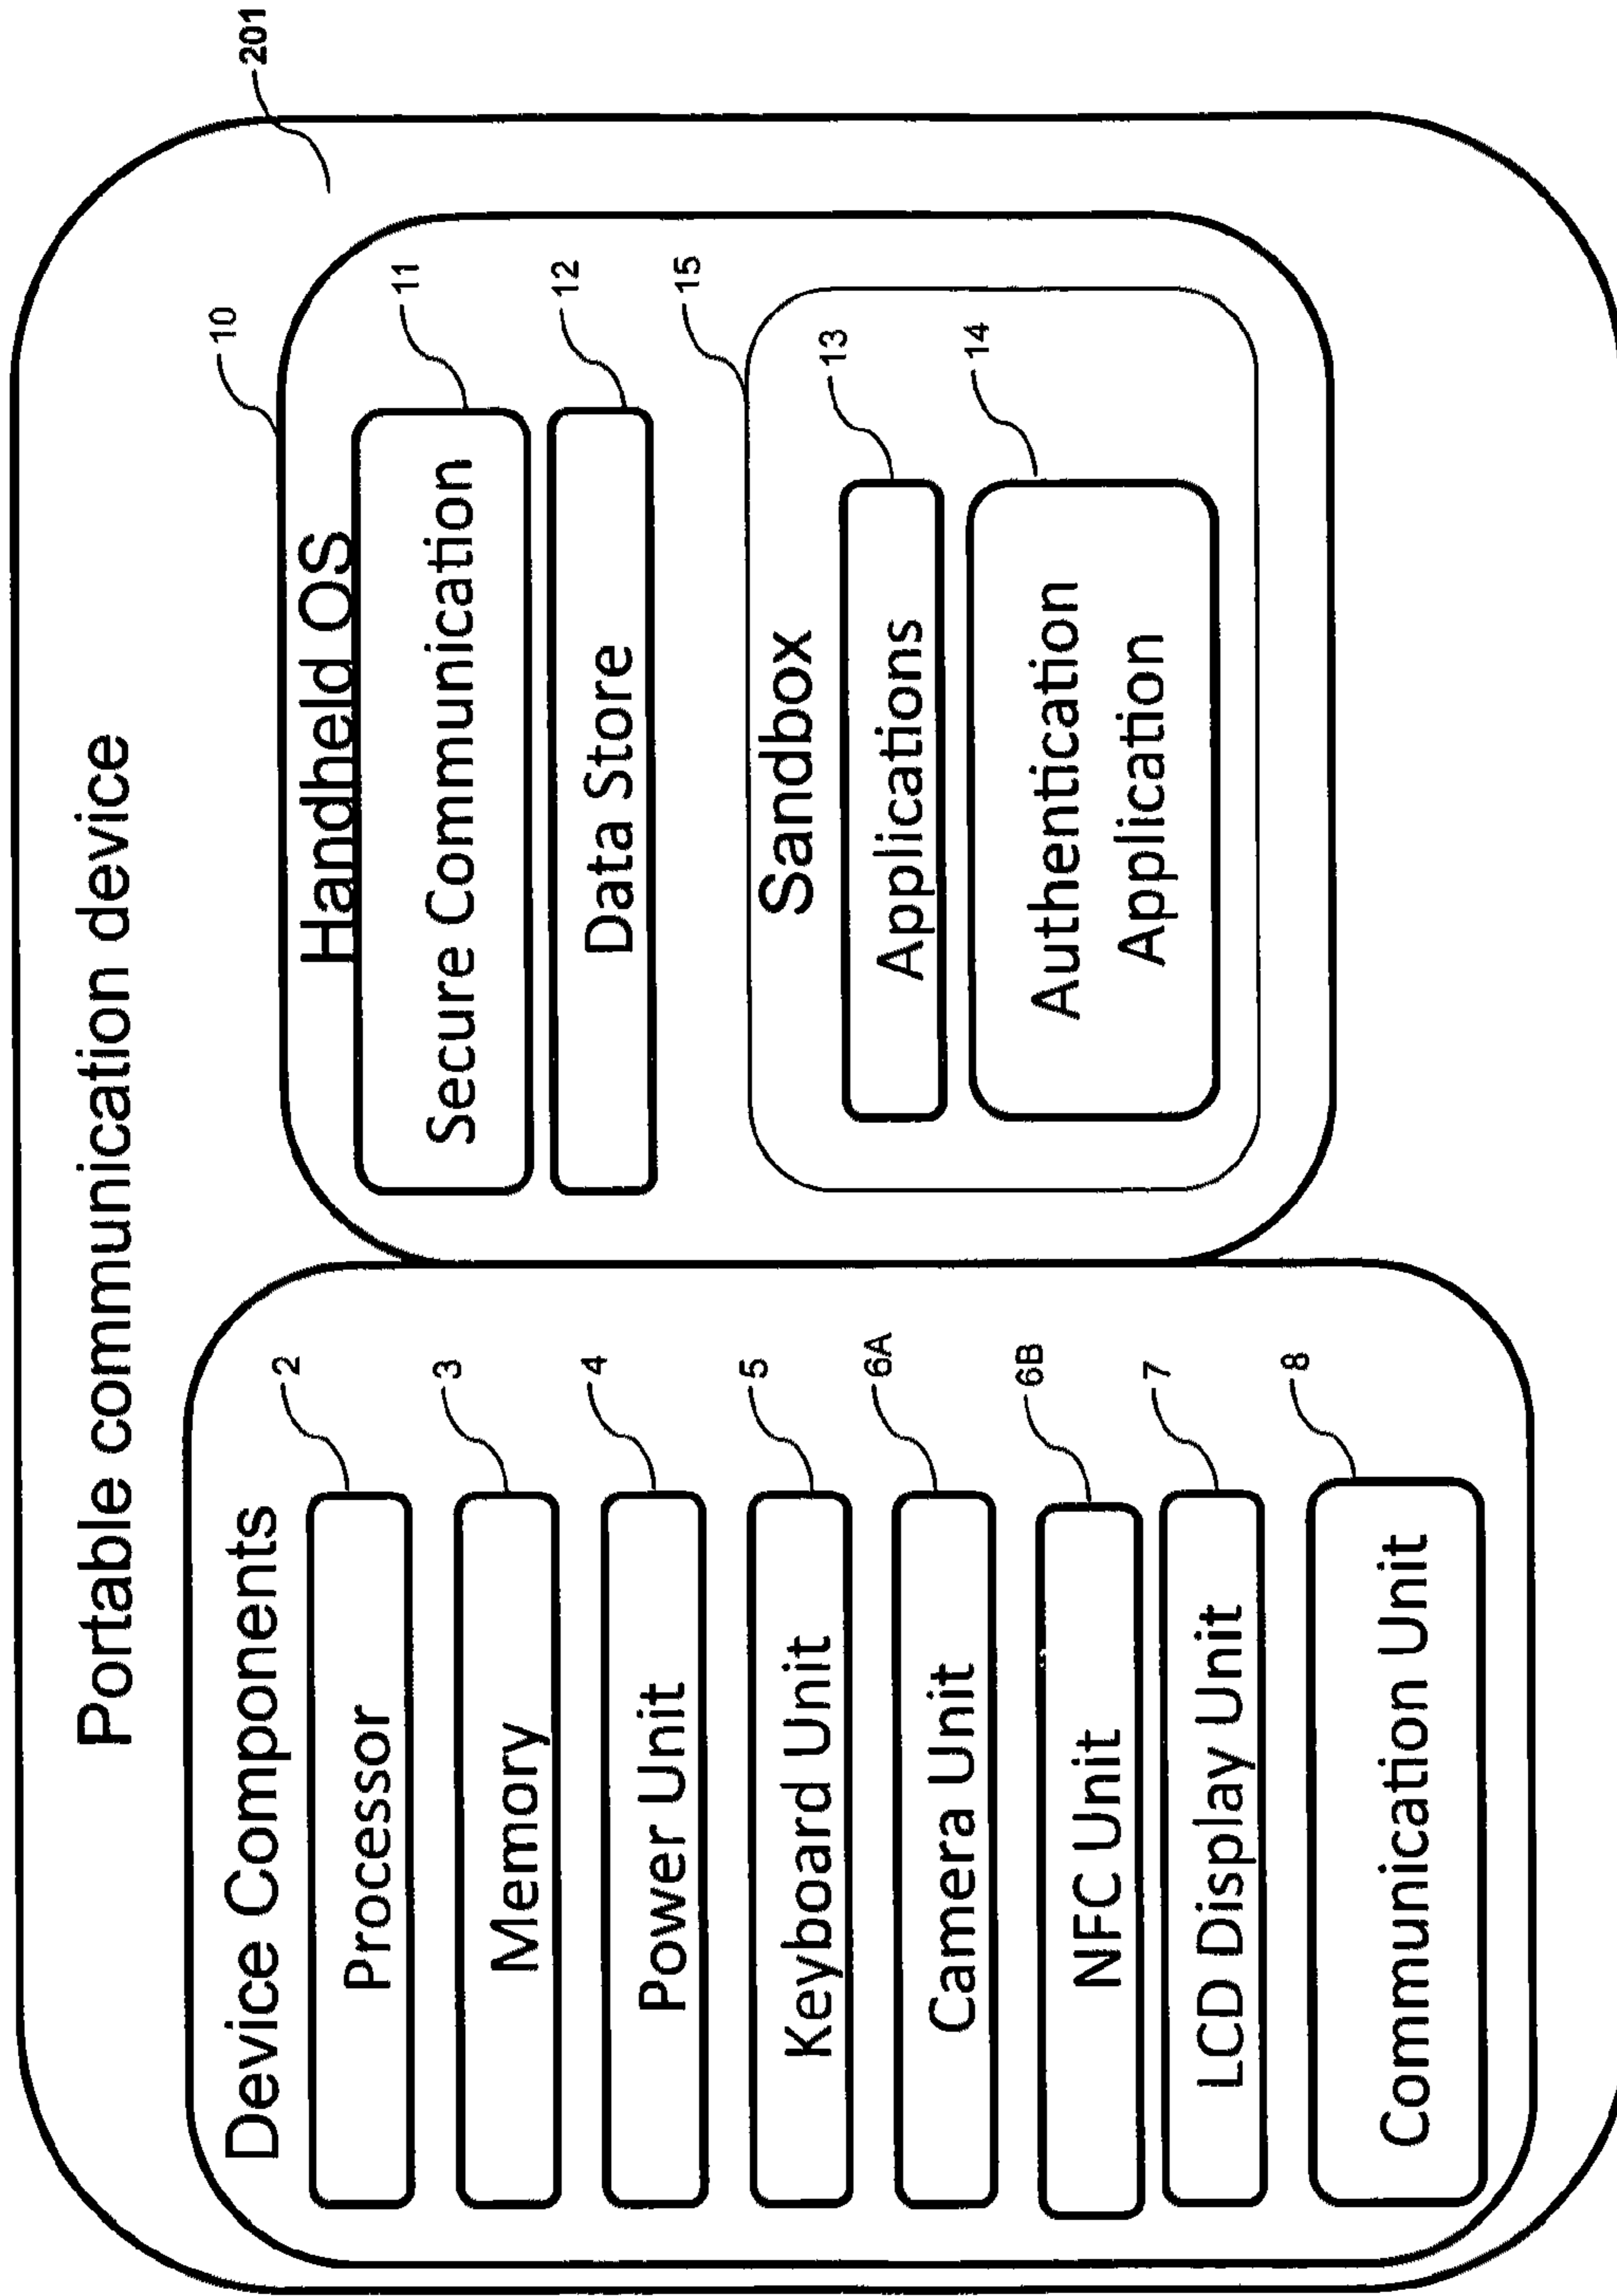 Portable communication device
201
Device Components
Processor
2
Memory
3
Power Unit
4
Keyboard Unit
5
Camera Unit
6A
NFC Unit
6B
LCD Display Unit
7
Communication Unit
8
10
Handheld OS
Secure Communication
11
Data Store
12
15
Sandbox
Applications
13
Authentication
Application
14